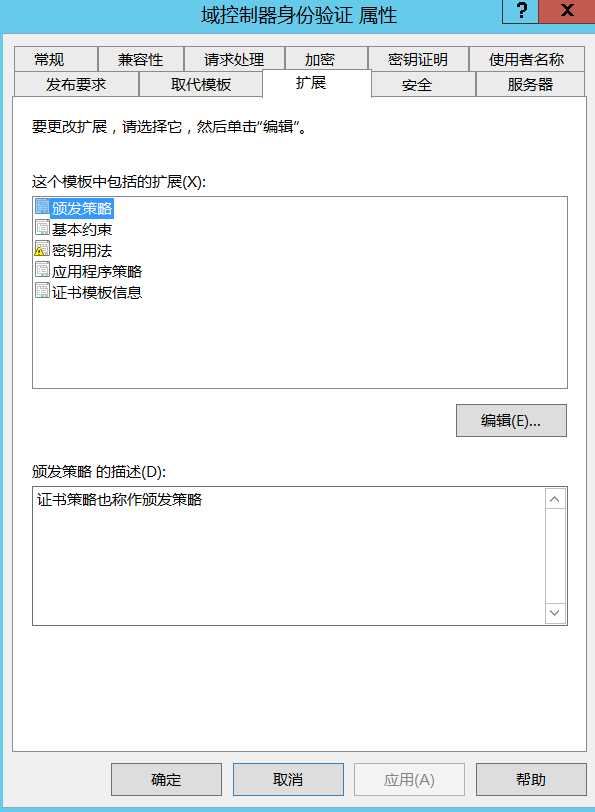 域控制器身份验证 属性
? X
常规 兼容性 请求处理 加密 密钥证明 使用者名称
发布要求 取代模板 扩展 安全 服务器
要更改扩展，请选择它，然后单击“编辑”。
这个模板中包括的扩展(X):
颁发策略
基本约束
密钥用法
应用程序策略
证书模板信息
编辑(E)...
颁发策略 的描述(D):
证书策略也称作颁发策略
确定 取消 应用(A) 帮助